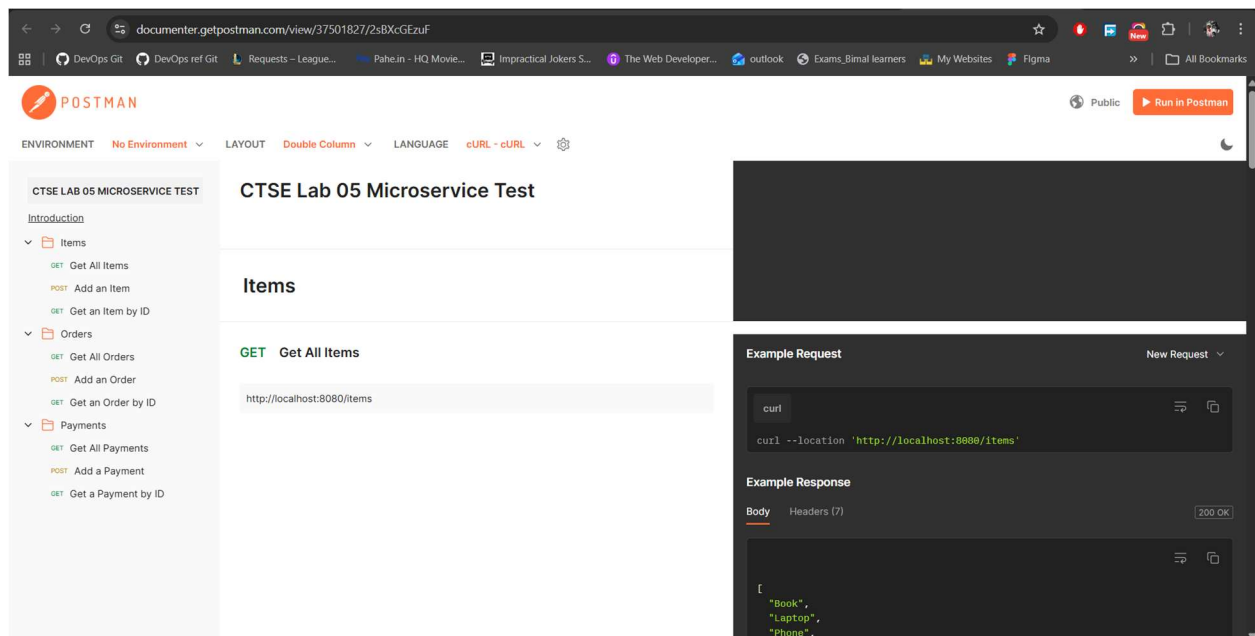 documenter.getpostman.com/view/37501827/2sBXcGEzuF
New
DevOps Git DevOps ref Git Requests – League... Pahe.in - HQ Movie... Impractical Jokers S... The Web Developer... outlook Exams_Bimal learners My Websites Figma » All Bookmarks
POSTMAN Public Run in Postman
ENVIRONMENT No Environment LAYOUT Double Column LANGUAGE cURL - cURL
CTSE LAB 05 MICROSERVICE TEST
Introduction
Items
GET Get All Items
POST Add an Item
GET Get an Item by ID
Orders
GET Get All Orders
POST Add an Order
GET Get an Order by ID
Payments
GET Get All Payments
POST Add a Payment
GET Get a Payment by ID
CTSE Lab 05 Microservice Test
Items
GET Get All Items
http://localhost:8080/items
Example Request New Request
curl
curl --location 'http://localhost:8080/items'
Example Response
Body Headers (7) 200 OK
[
"Book",
"Laptop",
"Phone",